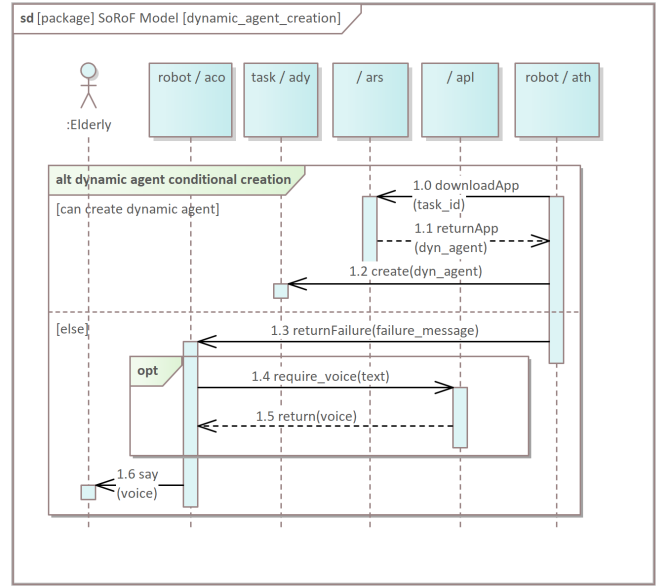 sd [package] SoRoF Model [dynamic_agent_creation]
:Elderly
robot / aco
task / ady
/ ars
/ apl
robot / ath
alt dynamic agent conditional creation
[can create dynamic agent]
1.0 downloadApp
(task_id)
1.1 returnApp
(dyn_agent)
1.2 create(dyn_agent)
[else]
1.3 returnFailure(failure_message)
opt
1.4 require_voice(text)
1.5 return(voice)
1.6 say
(voice)